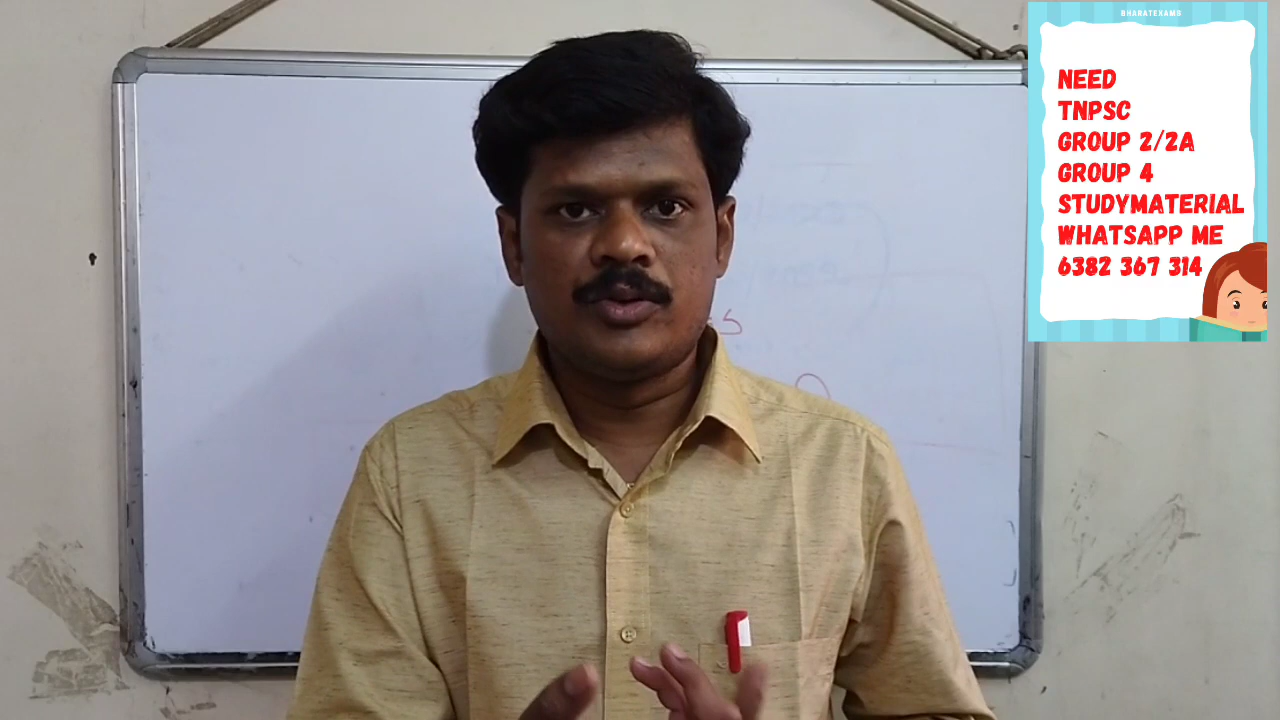 BHARATEXAMS
NEED
TNPSC
GROUP 2/2A
GROUP 4
STUDYMATERIAL
WHATSAPP ME
6382 367 314